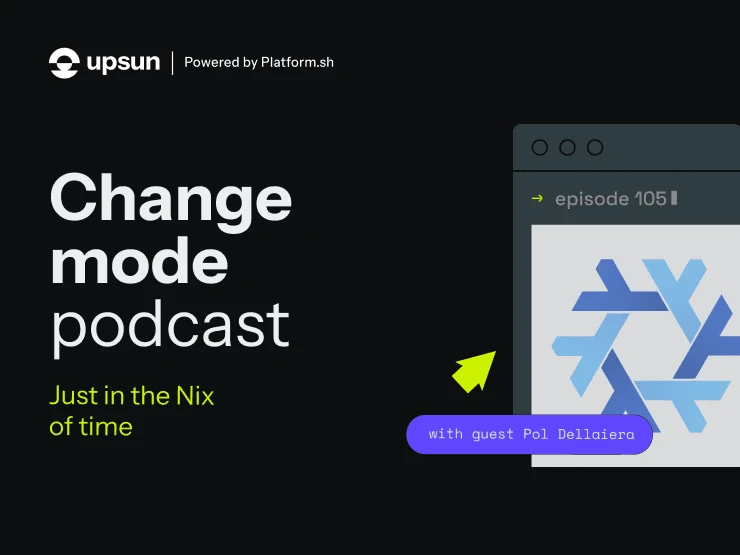 upsun | Powered by Platform.sh
Change
mode
podcast
Just in the Nix
of time
→ episode 105
with guest Pol Dellaiera